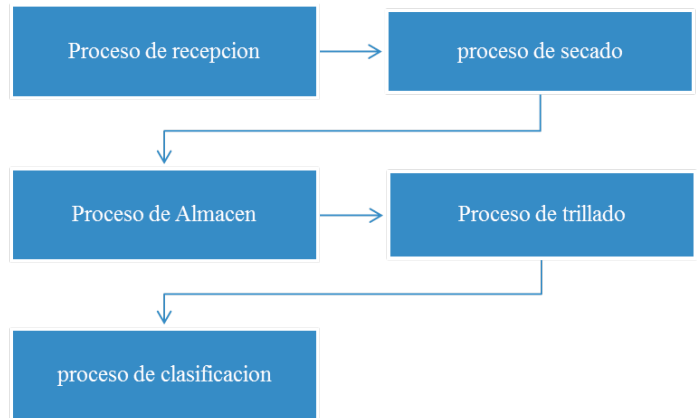 Proceso de recepcion
proceso de secado
Proceso de Almacen
Proceso de trillado
proceso de clasificacion